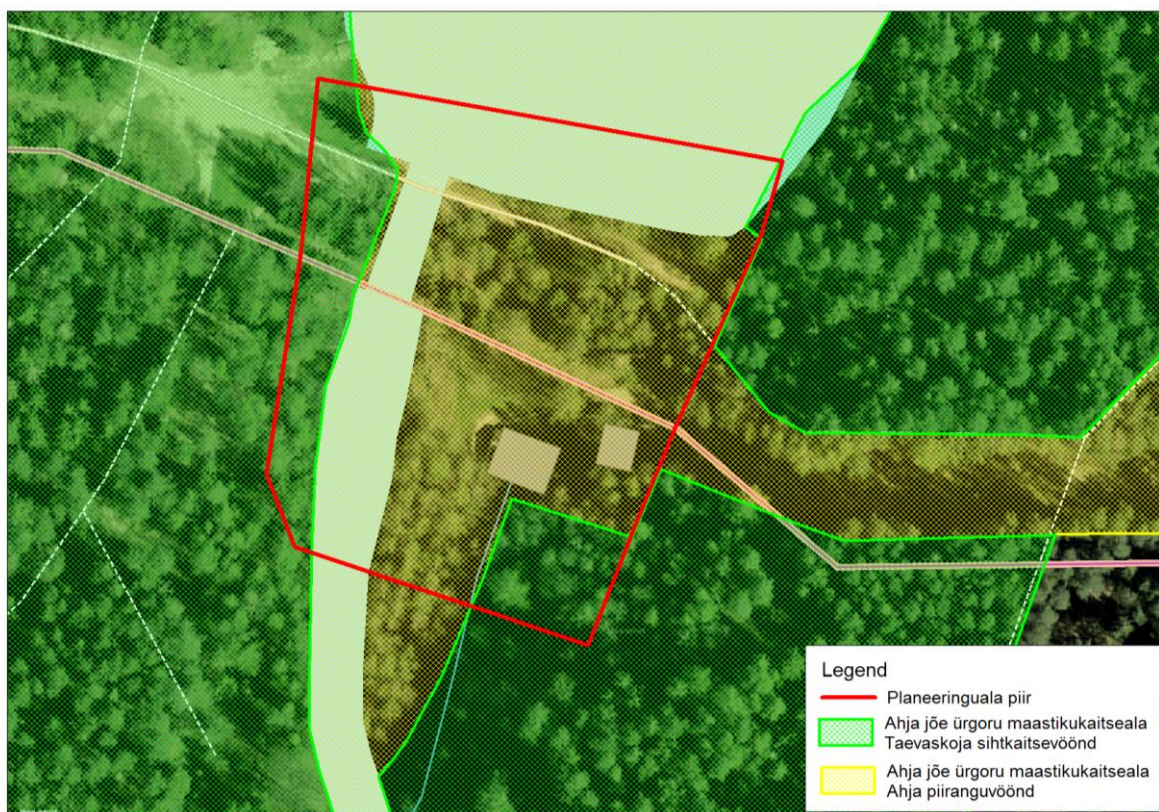 Legend
Planeeringuala piir
Ahja jõe ürgoru maastikukaitseala
Taevaskoja sihtkaitsevöönd
Ahja jõe ürgoru maastikukaitseala
Ahja piiranguvöönd